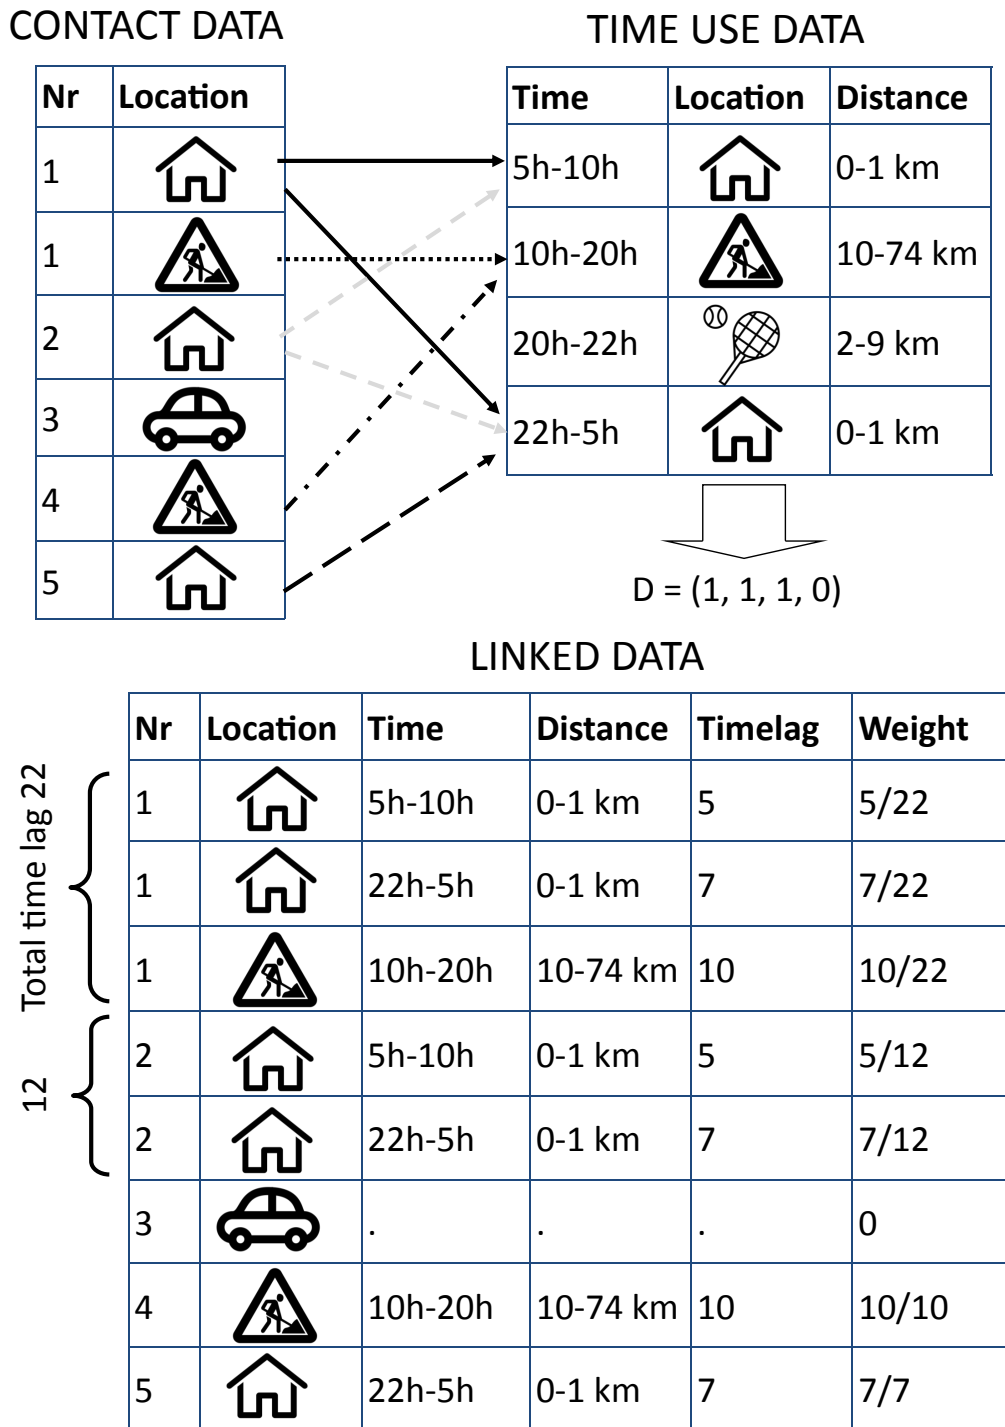 CONTACT DATA
Nr Location
1
1
2
3
4
5
TIME USE DATA
Time Location Distance
5h-10h 0-1 km
10h-20h 10-74 km
20h-22h 2-9 km
22h-5h 0-1 km
D = (1, 1, 1, 0)
LINKED DATA
Total time lag 22
12
Nr Location Time Distance Timelag Weight
1 5h-10h 0-1 km 5 5/22
1 22h-5h 0-1 km 7 7/22
1 10h-20h 10-74 km 10 10/22
2 5h-10h 0-1 km 5 5/12
2 22h-5h 0-1 km 7 7/12
3 . . . 0
4 10h-20h 10-74 km 10 10/10
5 22h-5h 0-1 km 7 7/7